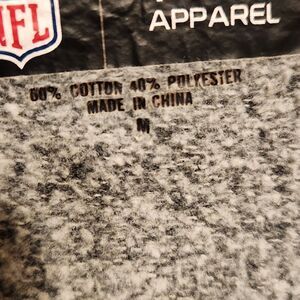 NFL
APPAREL
60% COTTON 40% POLYESTER
MADE IN CHINA
M